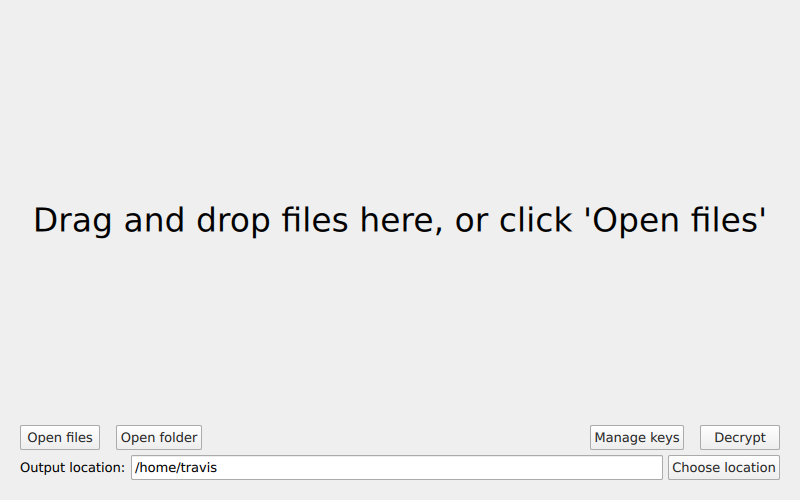 Drag and drop files here, or click 'Open files'
Open files Open folder Manage keys Decrypt
Output location: /home/travis Choose location